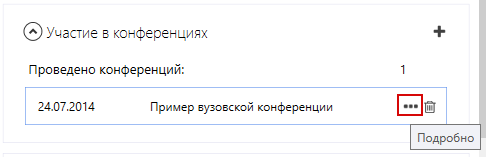 Участие в конференциях
Проведено конференций: 1
24.07.2014 Пример вузовской конференции
Подробно